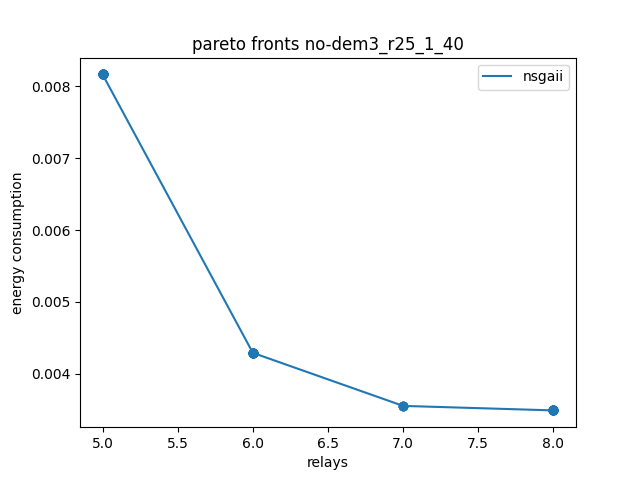 pareto fronts no-dem3_r25_1_40
nsgaii
energy consumption
0.008
0.007
0.006
0.005
0.004
5.0 5.5 6.0 6.5 7.0 7.5 8.0
relays